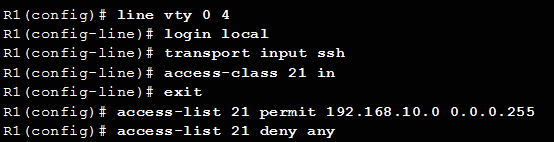 R1(config)# line vty 0 4
R1(config-line)# login local
R1(config-line)# transport input ssh
R1(config-line)# access-class 21 in
R1(config-line)# exit
R1(config)# access-list 21 permit 192.168.10.0 0.0.0.255
R1(config)# access-list 21 deny any